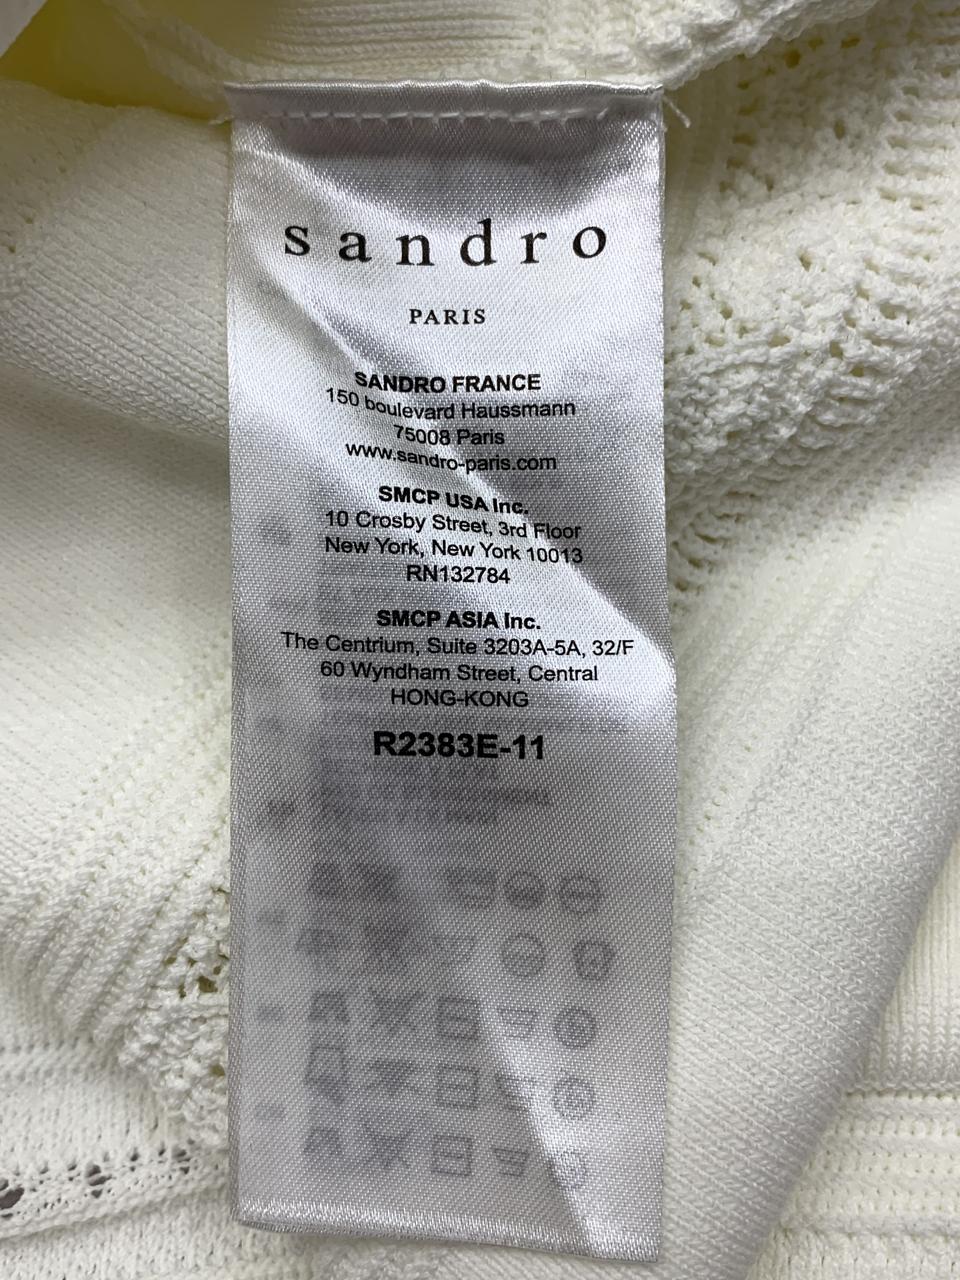 sandro
PARIS
SANDRO FRANCE
150 boulevard Haussmann
75008 Paris
www.sandro-paris.com
SMCP USA Inc.
10 Crosby Street, 3rd Floor
New York, New York 10013
RN132784
SMCP ASIA Inc.
The Centrium, Suite 3203A-5A, 32/F
60 Wyndham Street, Central
HONG-KONG
R2383E-11